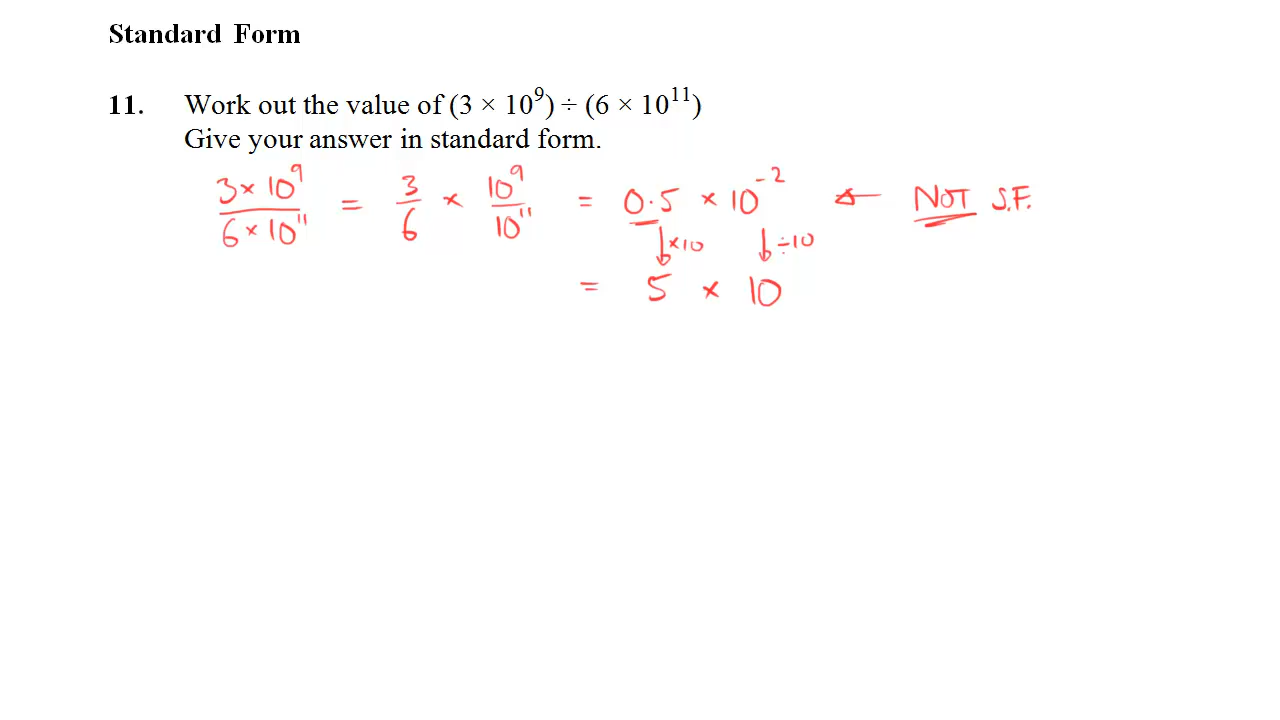 Standard Form
11. Work out the value of (3 × 10⁹) ÷ (6 × 10¹¹)
Give your answer in standard form.
3 × 10⁹ / 6 × 10¹¹ = 3/6 × 10⁹/10¹¹ = 0.5 × 10⁻² ← NOT S.F.
↓×10 ↓÷10
= 5 × 10